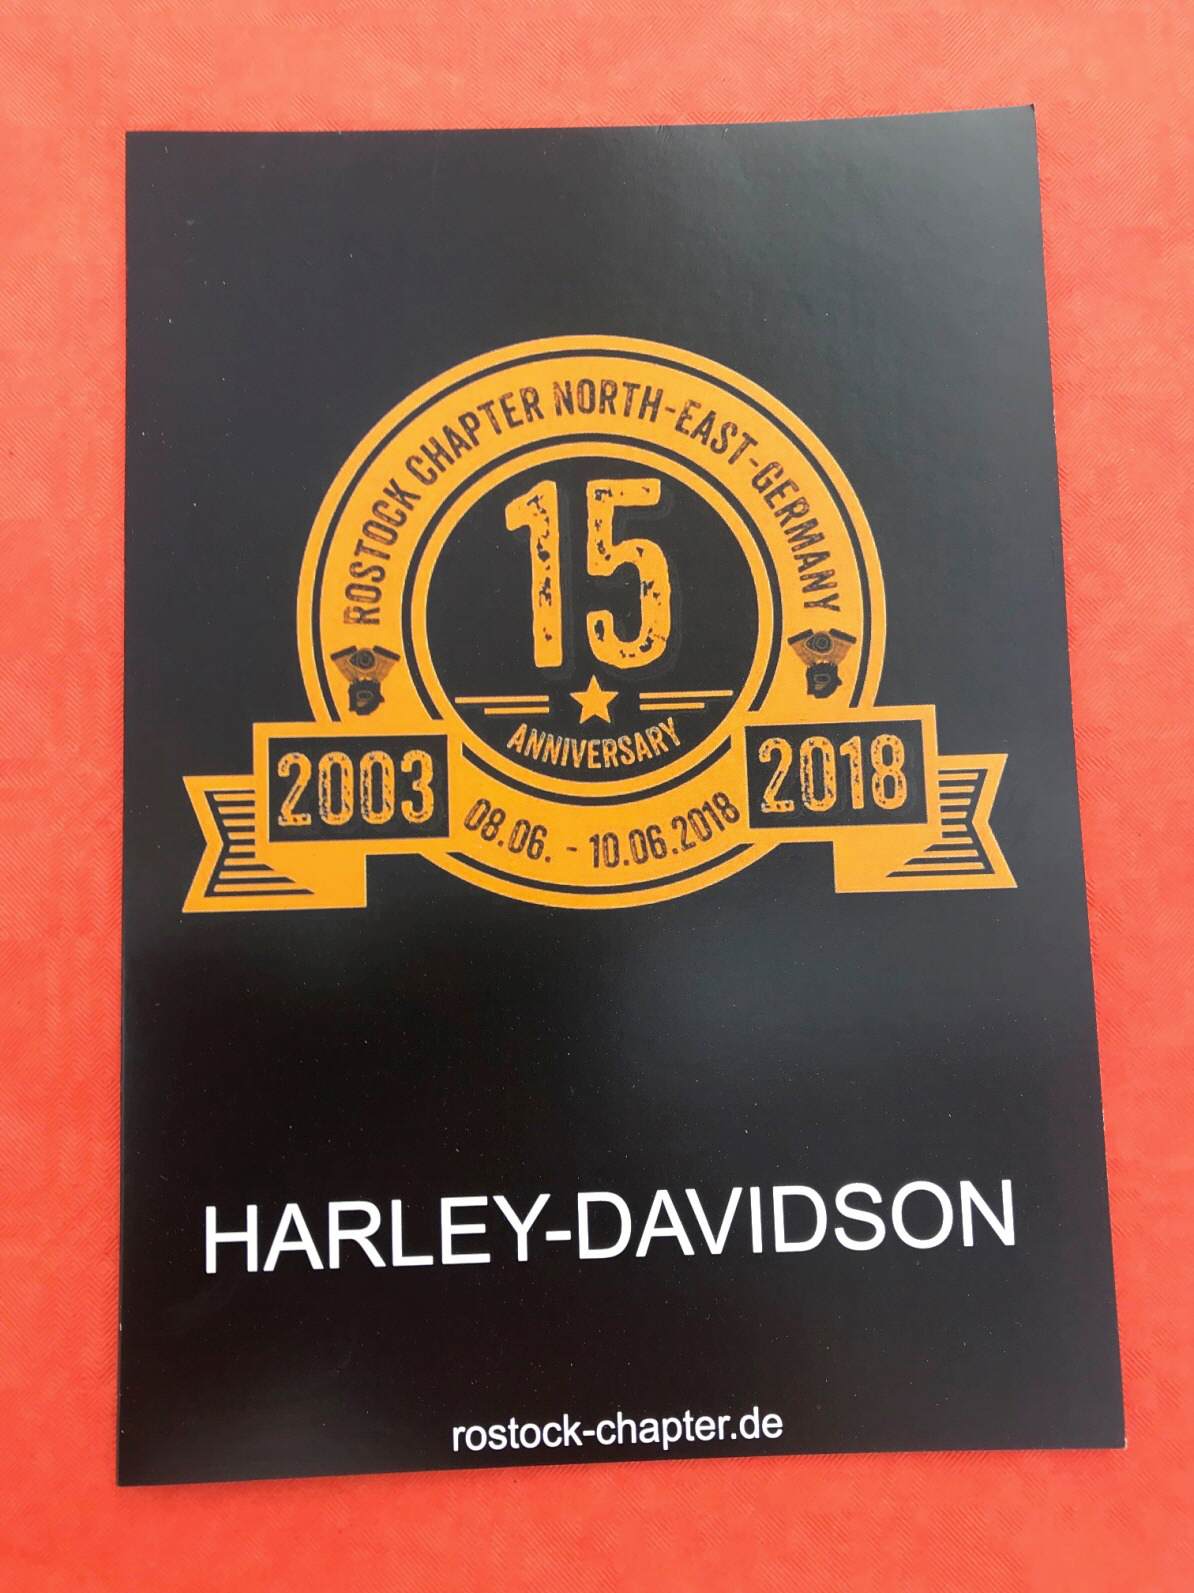 ROSTOCK CHAPTER NORTH-EAST-GERMANY
15
ANNIVERSARY
2003
08.06. - 10.06.2018
2018
HARLEY-DAVIDSON
rostock-chapter.de